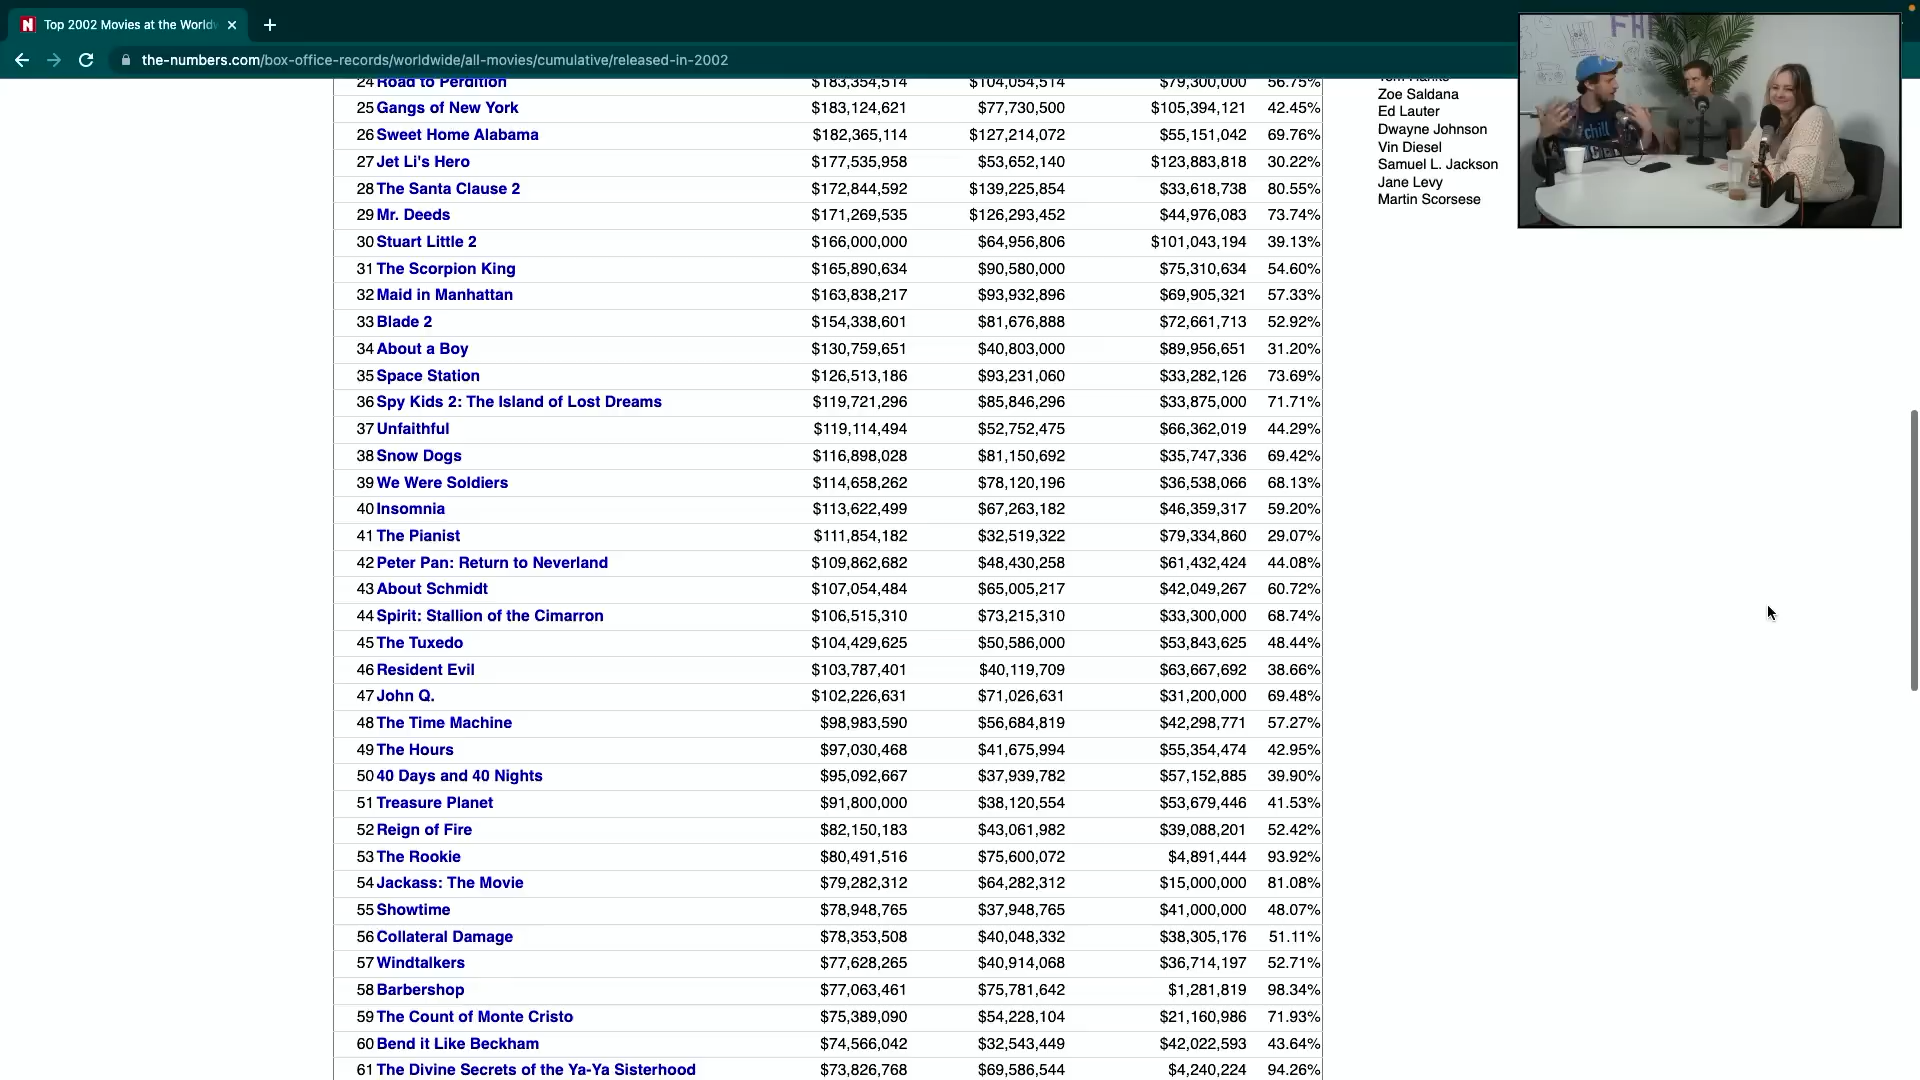 Top 2002 Movies at the Worldw
the-numbers.com/box-office-records/worldwide/all-movies/cumulative/released-in-2002
24 Road to Perdition $183,354,514 $104,054,514 $79,300,000 56.75%
25 Gangs of New York $183,124,621 $77,730,500 $105,394,121 42.45%
26 Sweet Home Alabama $182,365,114 $127,214,072 $55,151,042 69.76%
27 Jet Li's Hero $177,535,958 $53,652,140 $123,883,818 30.22%
28 The Santa Clause 2 $172,844,592 $139,225,854 $33,618,738 80.55%
29 Mr. Deeds $171,269,535 $126,293,452 $44,976,083 73.74%
30 Stuart Little 2 $166,000,000 $64,956,806 $101,043,194 39.13%
31 The Scorpion King $165,890,634 $90,580,000 $75,310,634 54.60%
32 Maid in Manhattan $163,838,217 $93,932,896 $69,905,321 57.33%
33 Blade 2 $154,338,601 $81,676,888 $72,661,713 52.92%
34 About a Boy $130,759,651 $40,803,000 $89,956,651 31.20%
35 Space Station $126,513,186 $93,231,060 $33,282,126 73.69%
36 Spy Kids 2: The Island of Lost Dreams $119,721,296 $85,846,296 $33,875,000 71.71%
37 Unfaithful $119,114,494 $52,752,475 $66,362,019 44.29%
38 Snow Dogs $116,898,028 $81,150,692 $35,747,336 69.42%
39 We Were Soldiers $114,658,262 $78,120,196 $36,538,066 68.13%
40 Insomnia $113,622,499 $67,263,182 $46,359,317 59.20%
41 The Pianist $111,854,182 $32,519,322 $79,334,860 29.07%
42 Peter Pan: Return to Neverland $109,862,682 $48,430,258 $61,432,424 44.08%
43 About Schmidt $107,054,484 $65,005,217 $42,049,267 60.72%
44 Spirit: Stallion of the Cimarron $106,515,310 $73,215,310 $33,300,000 68.74%
45 The Tuxedo $104,429,625 $50,586,000 $53,843,625 48.44%
46 Resident Evil $103,787,401 $40,119,709 $63,667,692 38.66%
47 John Q. $102,226,631 $71,026,631 $31,200,000 69.48%
48 The Time Machine $98,983,590 $56,684,819 $42,298,771 57.27%
49 The Hours $97,030,468 $41,675,994 $55,354,474 42.95%
50 40 Days and 40 Nights $95,092,667 $37,939,782 $57,152,885 39.90%
51 Treasure Planet $91,800,000 $38,120,554 $53,679,446 41.53%
52 Reign of Fire $82,150,183 $43,061,982 $39,088,201 52.42%
53 The Rookie $80,491,516 $75,600,072 $4,891,444 93.92%
54 Jackass: The Movie $79,282,312 $64,282,312 $15,000,000 81.08%
55 Showtime $78,948,765 $37,948,765 $41,000,000 48.07%
56 Collateral Damage $78,353,508 $40,048,332 $38,305,176 51.11%
57 Windtalkers $77,628,265 $40,914,068 $36,714,197 52.71%
58 Barbershop $77,063,461 $75,781,642 $1,281,819 98.34%
59 The Count of Monte Cristo $75,389,090 $54,228,104 $21,160,986 71.93%
60 Bend it Like Beckham $74,566,042 $32,543,449 $42,022,593 43.64%
61 The Divine Secrets of the Ya-Ya Sisterhood $73,826,768 $69,586,544 $4,240,224 94.26%
Tom Hanks
Zoe Saldana
Ed Lauter
Dwayne Johnson
Vin Diesel
Samuel L. Jackson
Jane Levy
Martin Scorsese
chill